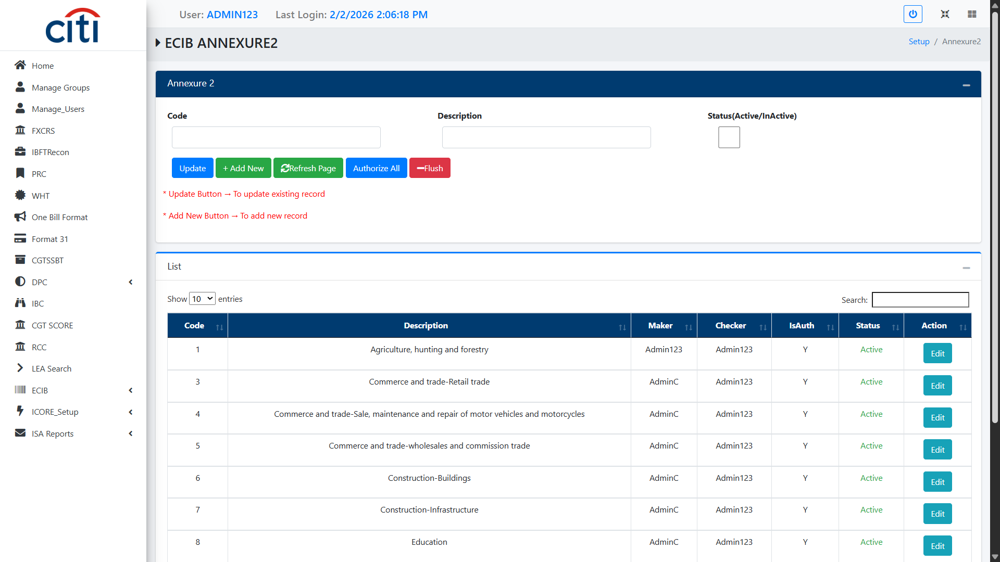 citi
User: ADMIN123 Last Login: 2/2/2026 2:06:18 PM
ECIB ANNEXURE2
Setup / Annexure2
Home
Manage Groups
Manage_Users
FXCRS
IBFTRecon
PRC
WHT
One Bill Format
Format 31
CGTSSBT
DPC
IBC
CGT SCORE
RCC
LEA Search
ECIB
ICORE_Setup
ISA Reports
Annexure 2
Code Description Status(Active/InActive)
Update + Add New Refresh Page Authorize All Flush
* Update Button → To update existing record
* Add New Button → To add new record
List
Show 10 entries Search:
Code Description Maker Checker IsAuth Status Action
1 Agriculture, hunting and forestry Admin123 Admin123 Y Active Edit
3 Commerce and trade-Retail trade AdminC Admin123 Y Active Edit
4 Commerce and trade-Sale, maintenance and repair of motor vehicles and motorcycles AdminC Admin123 Y Active Edit
5 Commerce and trade-wholesales and commission trade AdminC Admin123 Y Active Edit
6 Construction-Buildings AdminC Admin123 Y Active Edit
7 Construction-Infrastructure AdminC Admin123 Y Active Edit
8 Education AdminC Admin123 Y Active Edit